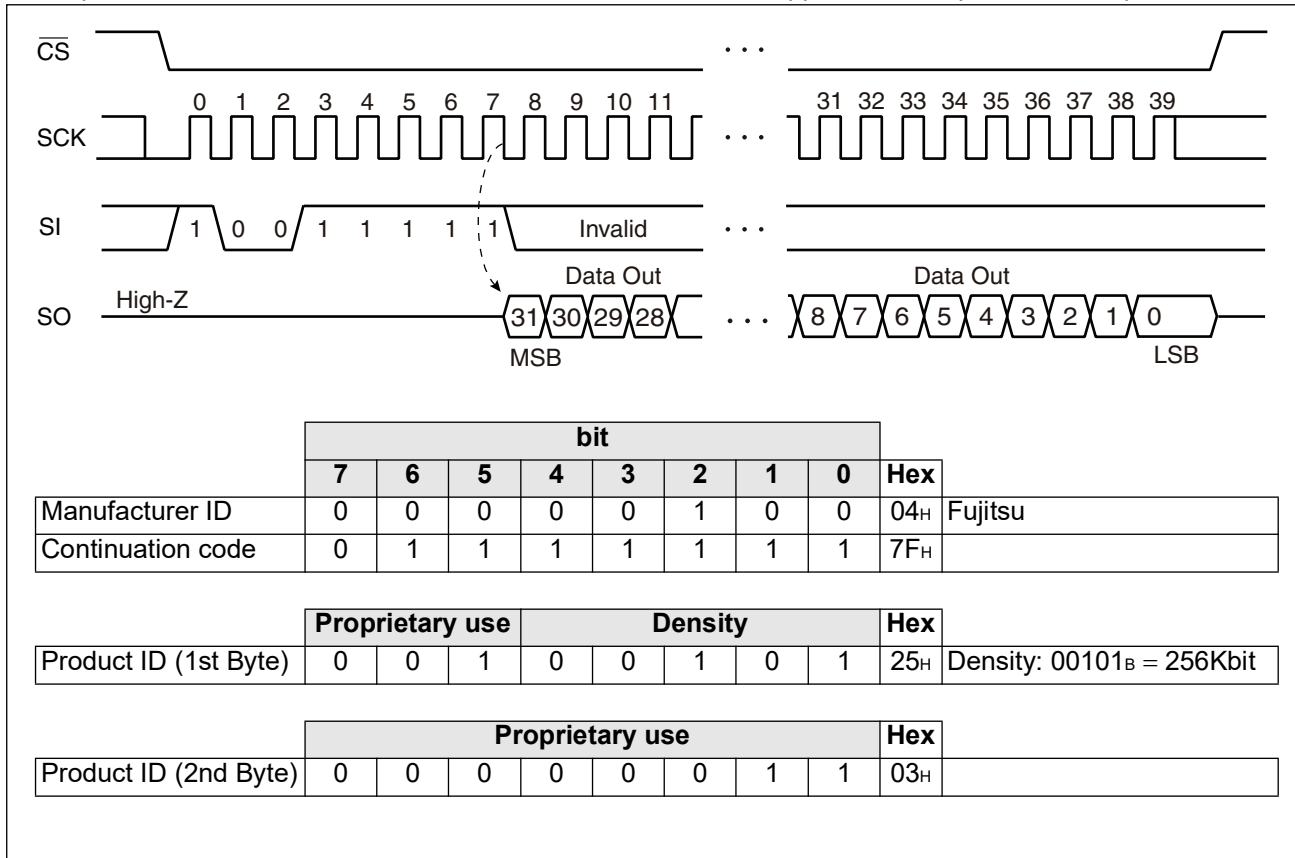 CS
0 1 2 3 4 5 6 7 8 9 10 11 31 32 33 34 35 36 37 38 39
SCK
SI 1 0 0 1 1 1 1 1 Invalid
Data Out Data Out
High-Z
SO 31 30 29 28 8 7 6 5 4 3 2 1 0
MSB LSB
bit
7 6 5 4 3 2 1 0 Hex
Manufacturer ID 0 0 0 0 0 1 0 0 04H Fujitsu
Continuation code 0 1 1 1 1 1 1 1 7FH
Proprietary use Density Hex
Product ID (1st Byte) 0 0 1 0 0 1 0 1 25H Density: 00101B = 256Kbit
Proprietary use Hex
Product ID (2nd Byte) 0 0 0 0 0 0 1 1 03H